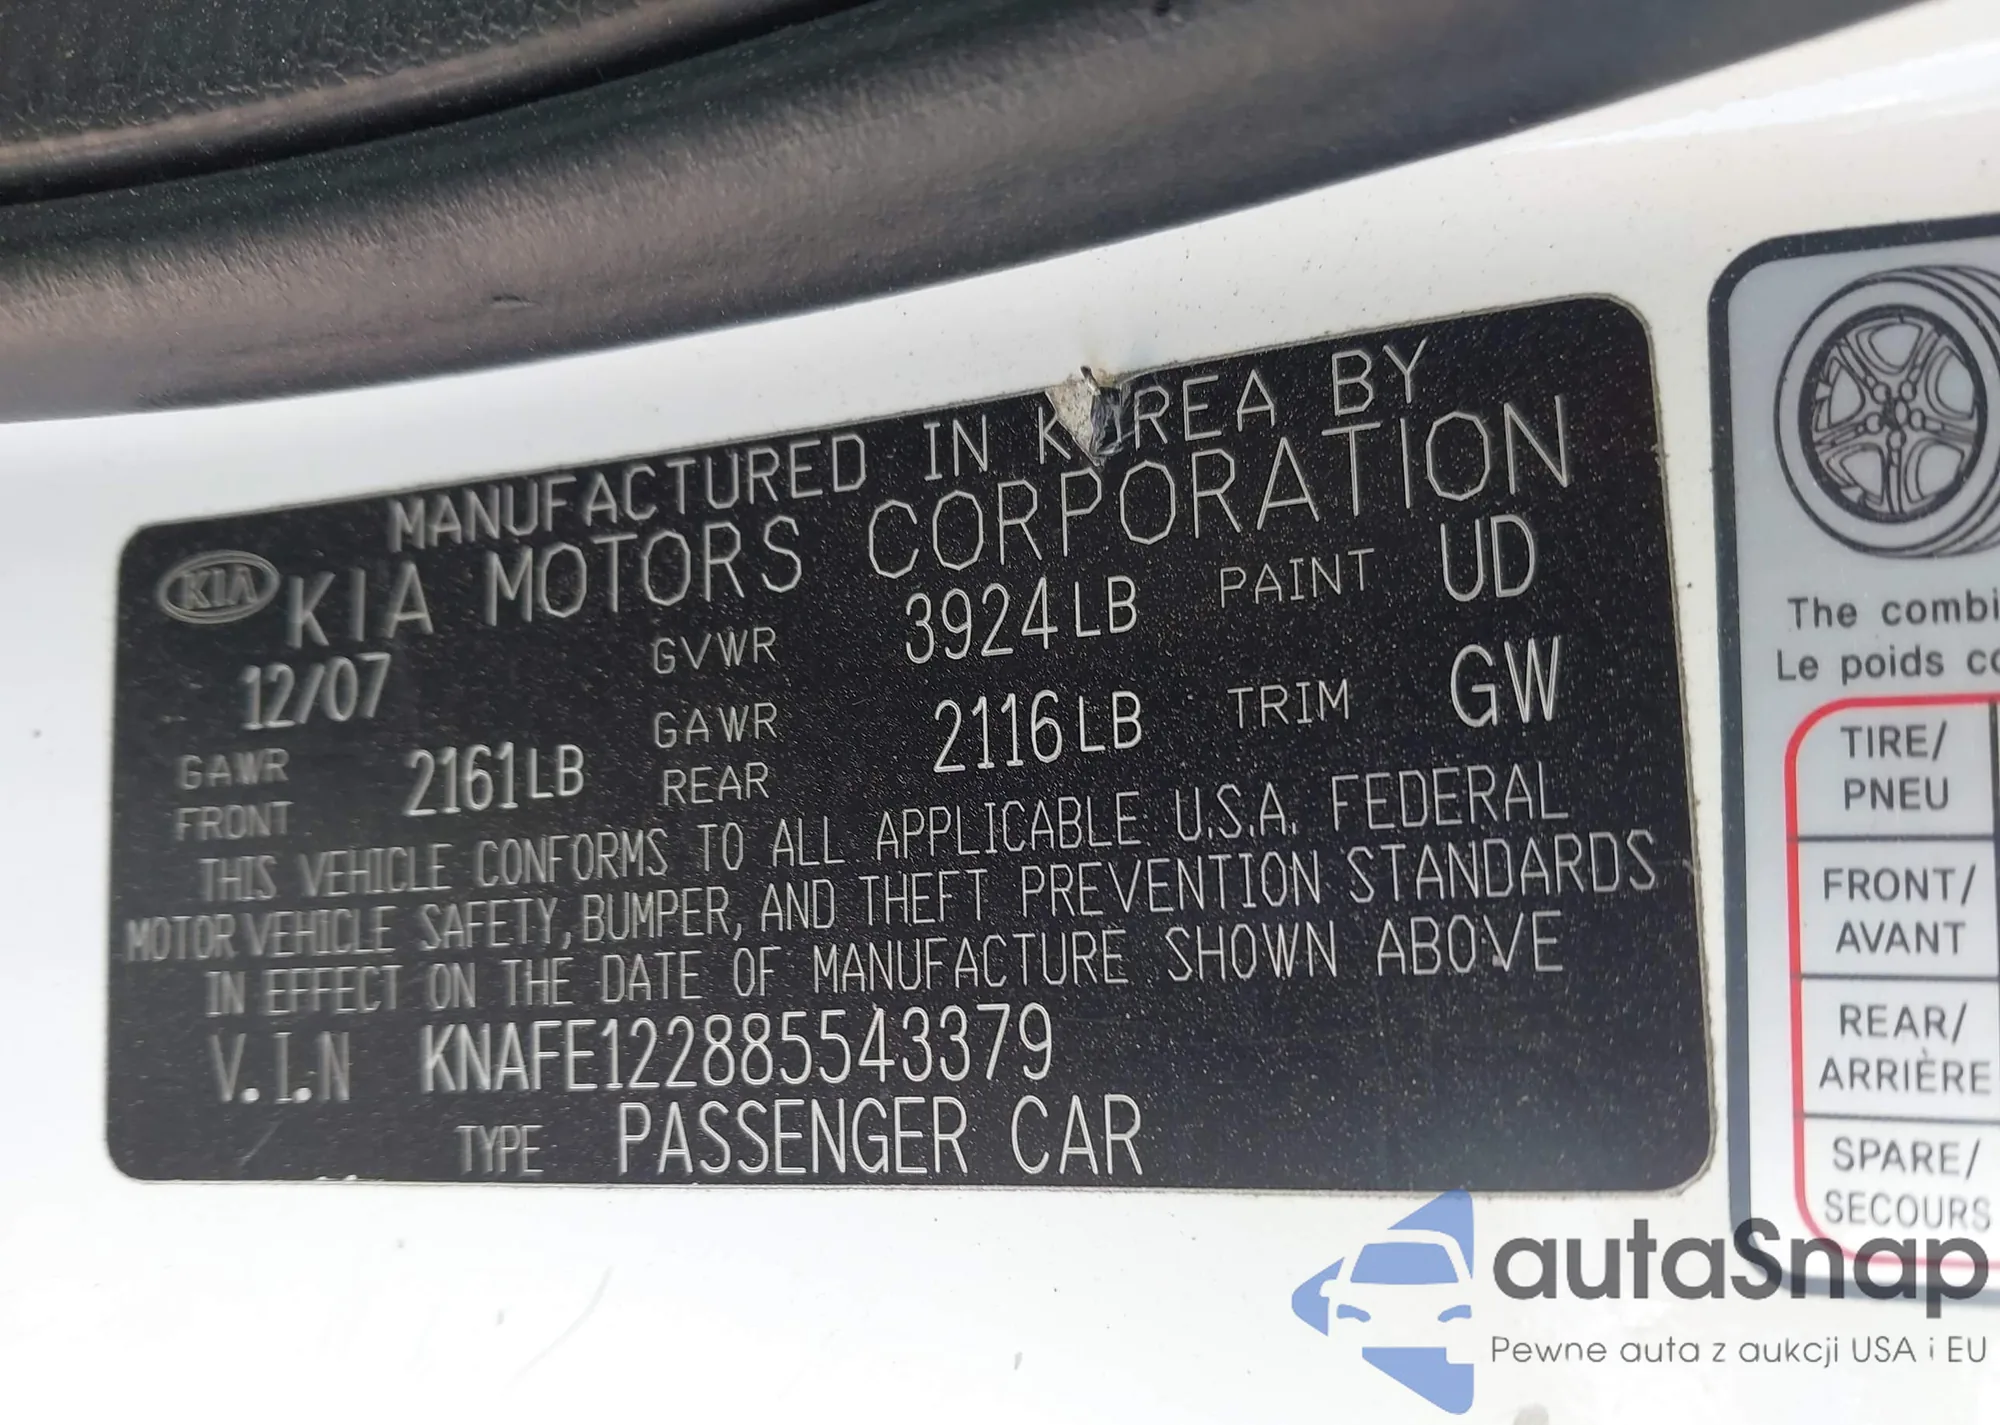 MANUFACTURED IN KOREA BY
KIA KIA MOTORS CORPORATION
12/07 GVWR 3924LB PAINT UD
GAWR FRONT 2161LB GAWR REAR 2116LB TRIM GW
THIS VEHICLE CONFORMS TO ALL APPLICABLE U.S.A. FEDERAL
MOTOR VEHICLE SAFETY, BUMPER, AND THEFT PREVENTION STANDARDS
IN EFFECT ON THE DATE OF MANUFACTURE SHOWN ABOVE
V.I.N KNAFE122885543379
TYPE PASSENGER CAR
The combi
Le poids co
TIRE/
PNEU
FRONT/
AVANT
REAR/
ARRIÈRE
SPARE/
SECOURS
autaSnap
Pewne auta z aukcji USA i EU